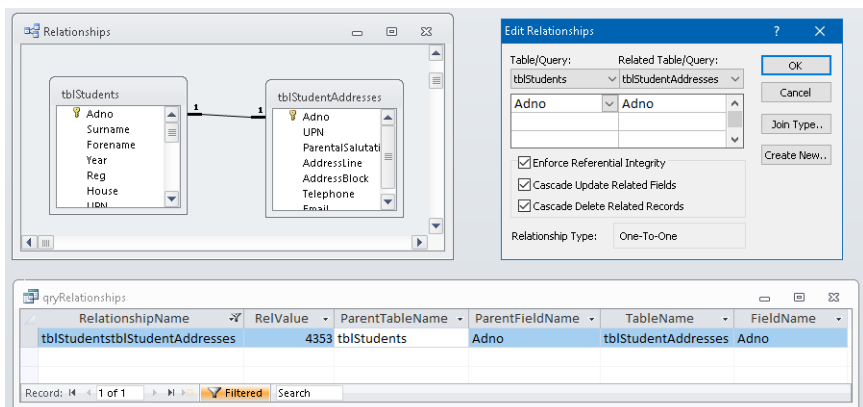 Relationships
tblStudents
Adno
Surname
Forename
Year
Reg
House
UPN
1
1
tblStudentAddresses
Adno
UPN
ParentalSalutati
AddressLine
AddressBlock
Telephone
Email
Edit Relationships
Table/Query: Related Table/Query:
tblStudents tblStudentAddresses
Adno Adno
Enforce Referential Integrity
Cascade Update Related Fields
Cascade Delete Related Records
Relationship Type: One-To-One
OK
Cancel
Join Type..
Create New..
qryRelationships
RelationshipName RelValue ParentTableName ParentFieldName TableName FieldName
tblStudentstblStudentAddresses 4353 tblStudents Adno tblStudentAddresses Adno
Record: 1 of 1 Filtered Search